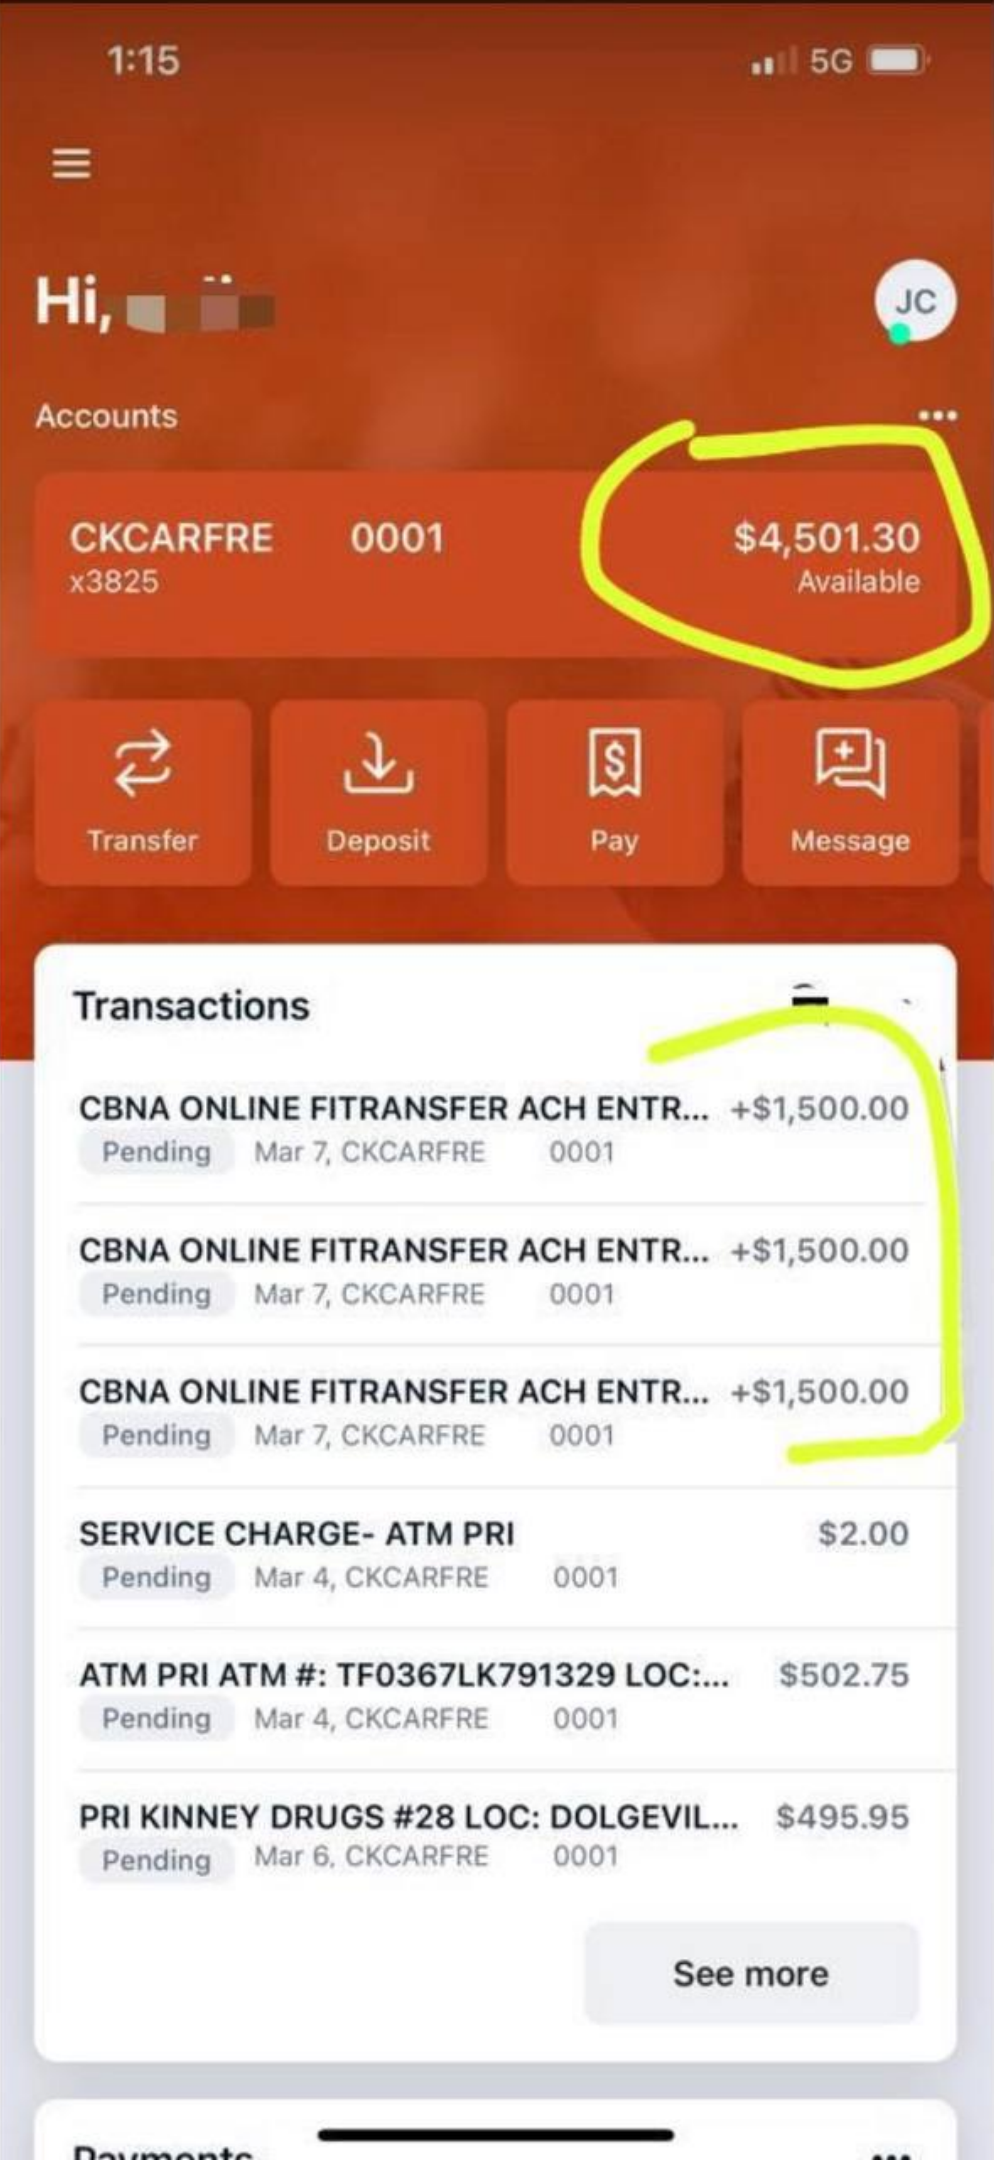 1:15 5G
Hi,
JC
Accounts
CKCARFRE 0001 $4,501.30
x3825 Available
Transfer Deposit Pay Message
Transactions
CBNA ONLINE FITRANSFER ACH ENTR... +$1,500.00
Pending Mar 7, CKCARFRE 0001
CBNA ONLINE FITRANSFER ACH ENTR... +$1,500.00
Pending Mar 7, CKCARFRE 0001
CBNA ONLINE FITRANSFER ACH ENTR... +$1,500.00
Pending Mar 7, CKCARFRE 0001
SERVICE CHARGE- ATM PRI $2.00
Pending Mar 4, CKCARFRE 0001
ATM PRI ATM #: TF0367LK791329 LOC:... $502.75
Pending Mar 4, CKCARFRE 0001
PRI KINNEY DRUGS #28 LOC: DOLGEVIL... $495.95
Pending Mar 6, CKCARFRE 0001
See more
Payments